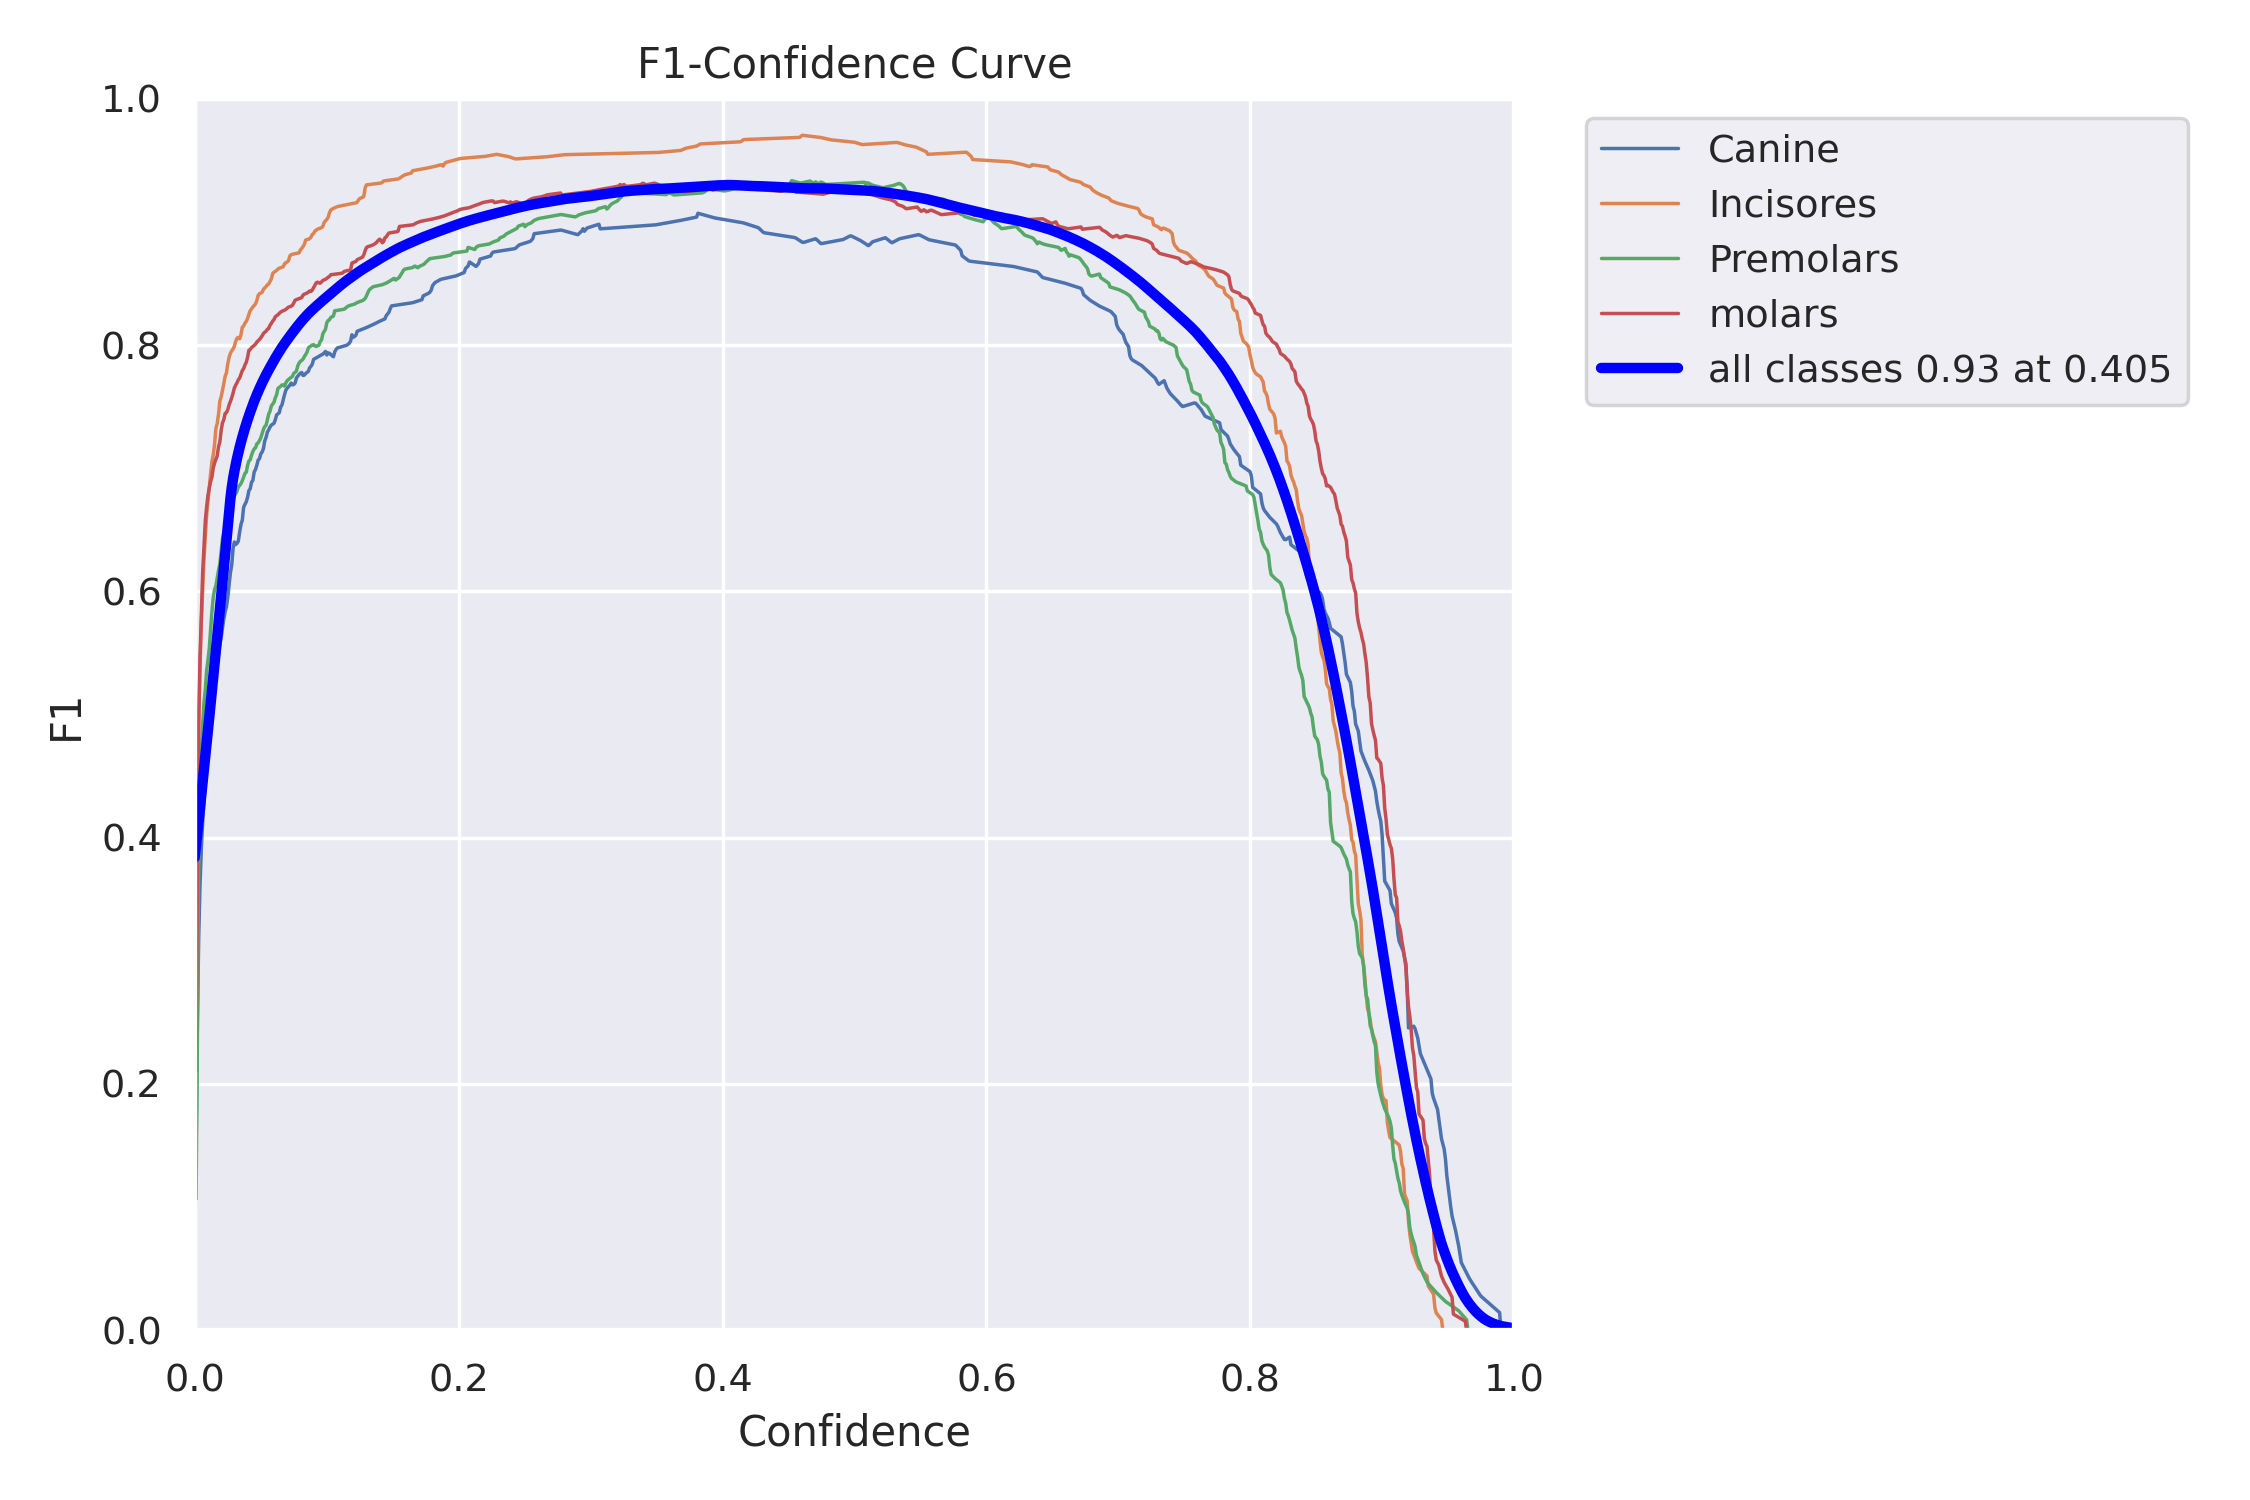 F1-Confidence Curve
1.0
0.8
0.6
0.4
0.2
0.0
F1
0.0 0.2 0.4 0.6 0.8 1.0
Confidence
Canine
Incisores
Premolars
molars
all classes 0.93 at 0.405